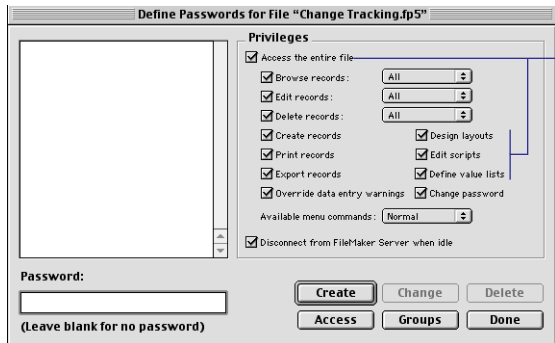 Define Passwords for File “Change Tracking.fp5”
Privileges
Access the entire file
Browse records: All
Edit records: All
Delete records: All
Create records Design layouts
Print records Edit scripts
Export records Define value lists
Override data entry warnings Change password
Available menu commands: Normal
Disconnect from FileMaker Server when idle
Password:
Create Change Delete
(Leave blank for no password) Access Groups Done